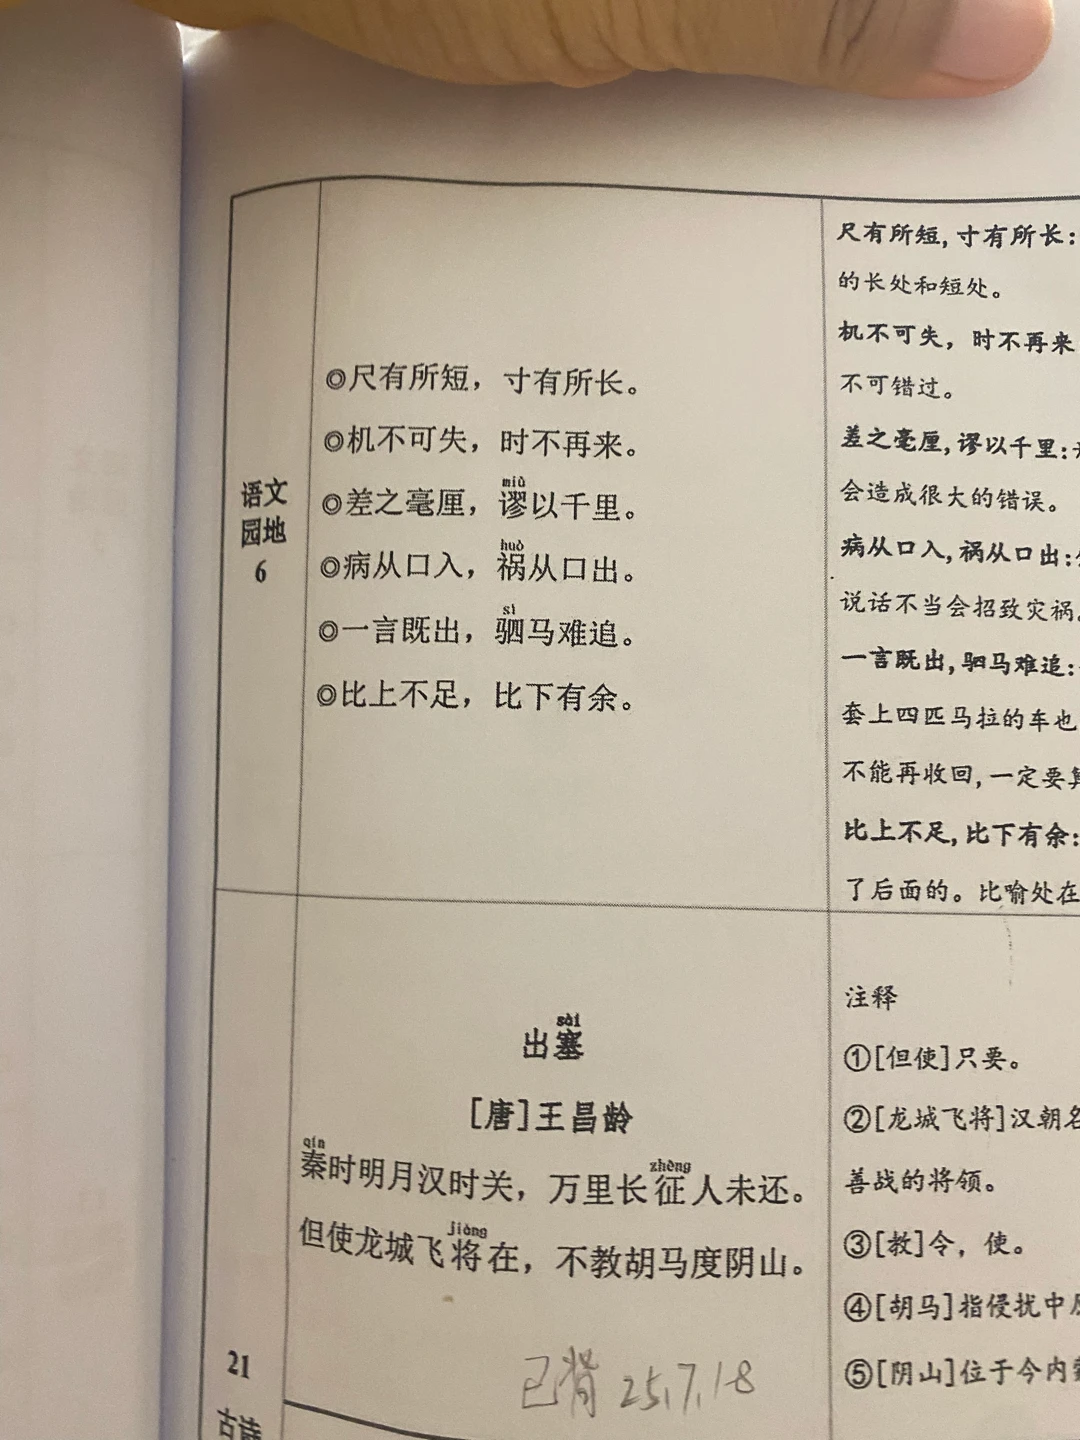 语文
园地
6
◎尺有所短，寸有所长。
◎机不可失，时不再来。
miù
◎差之毫厘，谬以千里。
huò
◎病从口入，祸从口出。
sì
◎一言既出，驷马难追。
◎比上不足，比下有余。
尺有所短，寸有所长：
的长处和短处。
机不可失，时不再来
不可错过。
差之毫厘，谬以千里：
会造成很大的错误。
病从口入，祸从口出：
说话不当会招致灾祸
一言既出，驷马难追：
套上四匹马拉的车也
不能再收回，一定要
比上不足，比下有余：
了后面的。比喻处在
21
古诗
sài
出塞
[唐]王昌龄
qín zhēng
秦时明月汉时关，万里长征人未还。
jiàng
但使龙城飞将在，不教胡马度阴山。
已背 25.7.18
注释
①[但使]只要。
②[龙城飞将]汉朝名
善战的将领。
③[教]令，使。
④[胡马]指侵扰中
⑤[阴山]位于今内